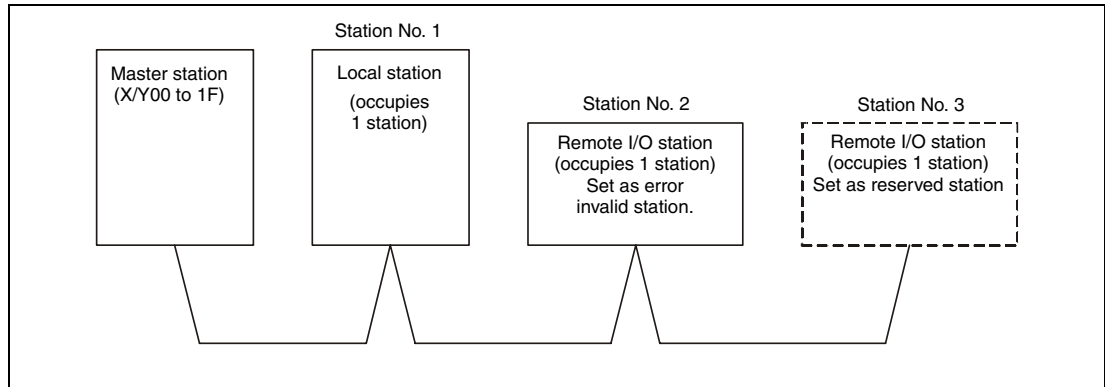 Station No. 1
Master station
(X/Y00 to 1F)
Local station
(occupies
1 station)
Station No. 2
Remote I/O station
(occupies 1 station)
Set as error
invalid station.
Station No. 3
Remote I/O station
(occupies 1 station)
Set as reserved station